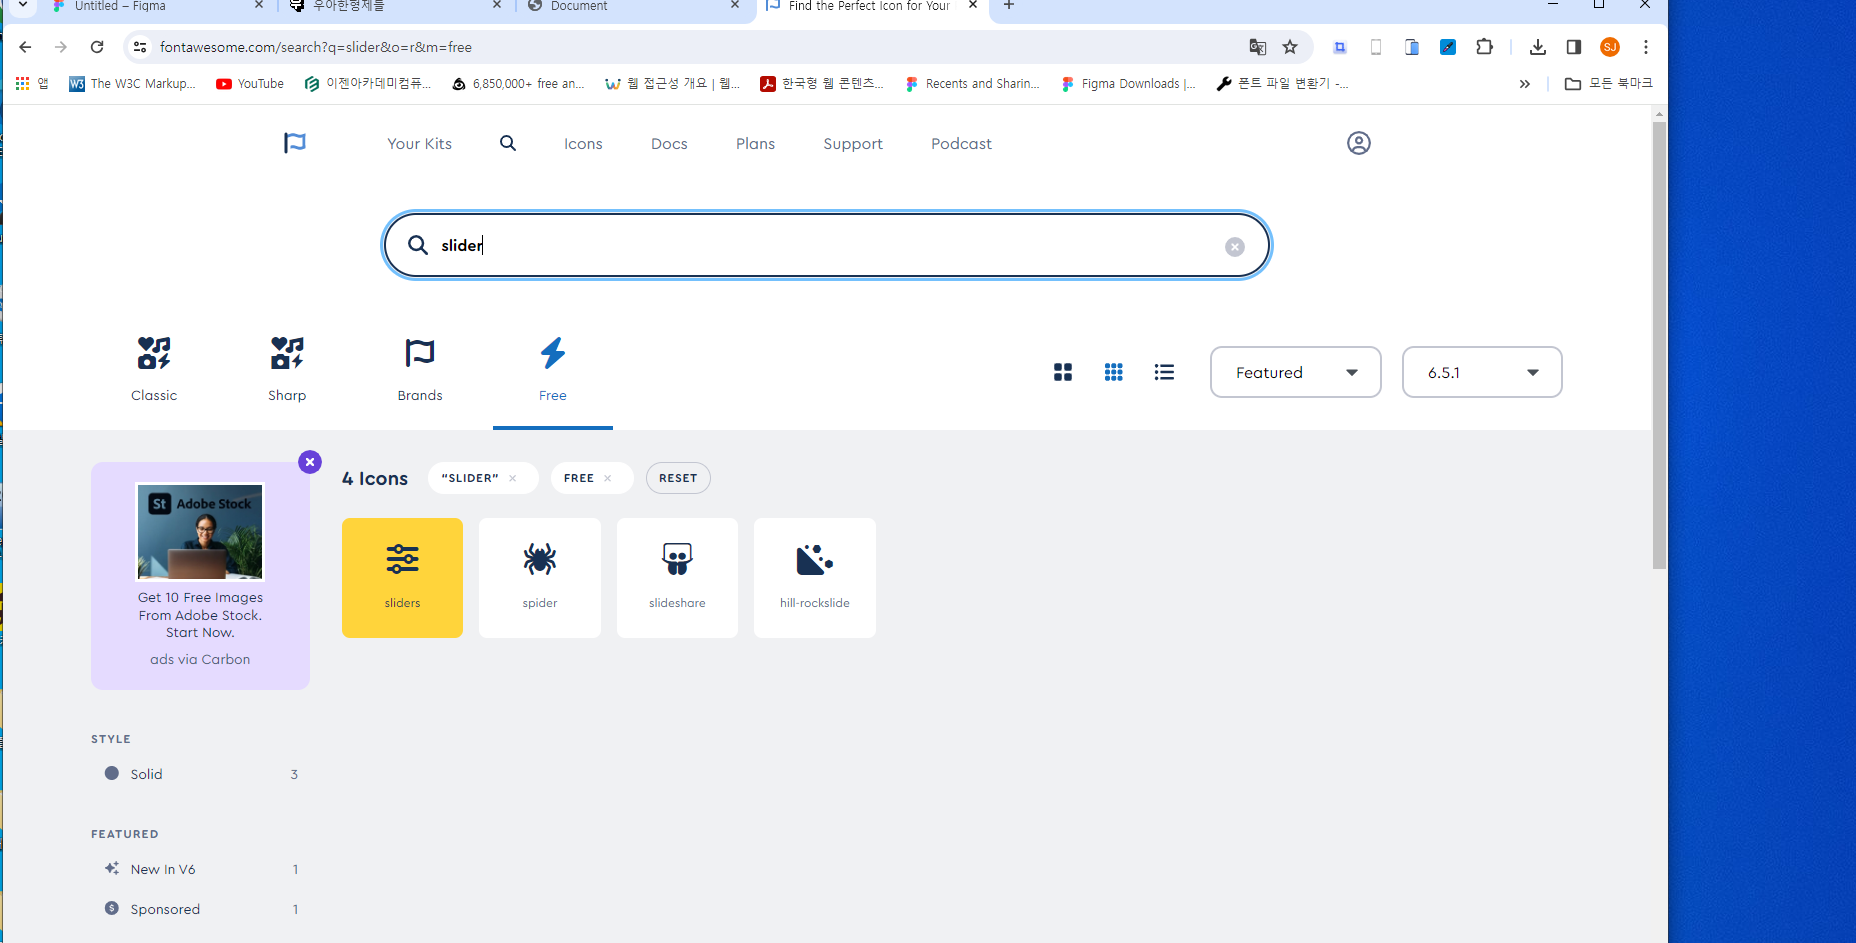 Untitled – Figma
우아한형제들
Document
Find the Perfect Icon for Your
fontawesome.com/search?q=slider&o=r&m=free
SJ
앱
The W3C Markup...
YouTube
이젠아카데미컴퓨...
6,850,000+ free an...
웹 접근성 개요 | 웹...
한국형 웹 콘텐츠...
Recents and Sharin...
Figma Downloads |...
폰트 파일 변환기 -...
모든 북마크
Your Kits
Icons
Docs
Plans
Support
Podcast
slider
Classic
Sharp
Brands
Free
Featured
6.5.1
4 Icons
"SLIDER"
FREE
RESET
St Adobe Stock
Get 10 Free Images
From Adobe Stock.
Start Now.
ads via Carbon
sliders
spider
slideshare
hill-rockslide
STYLE
Solid 3
FEATURED
New In V6 1
Sponsored 1